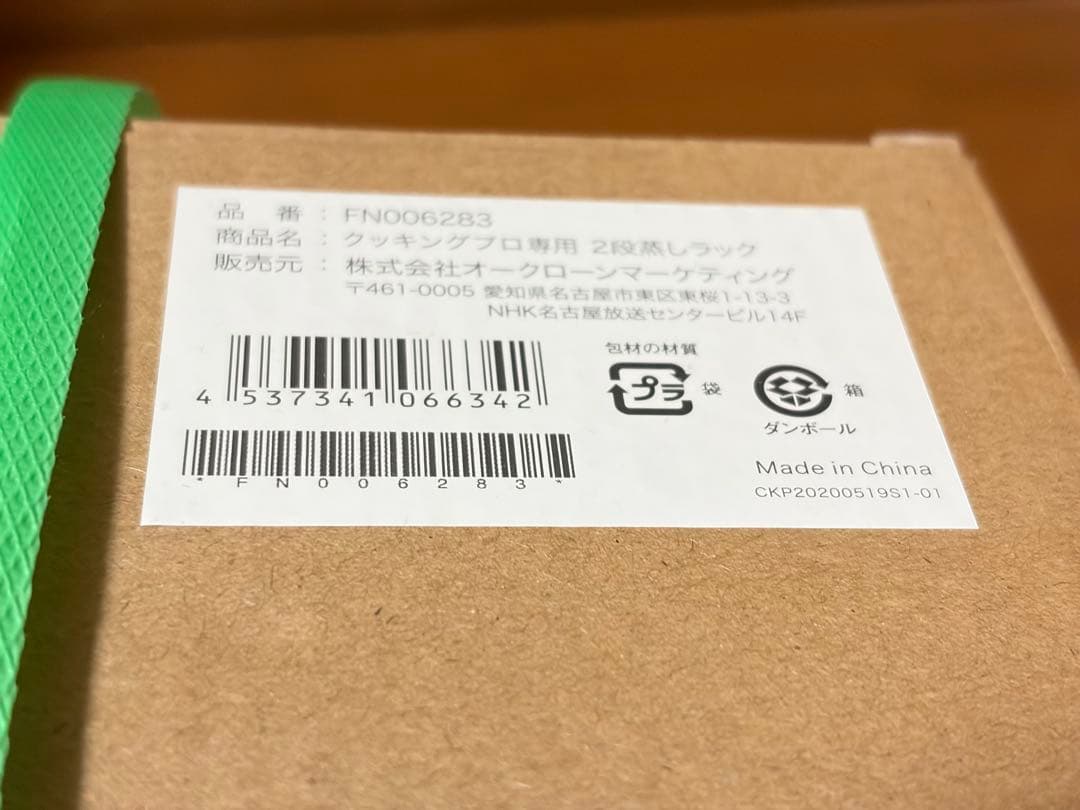 品 番 : FN006283
商品名 : クッキングプロ専用 2段蒸しラック
販売元 : 株式会社オークローンマーケティング
〒461-0005 愛知県名古屋市東区東桜1-13-3
NHK名古屋放送センタービル14F
包材の材質
プラ 袋
箱
ダンボール
4 537341 066342
*FN006283*
Made in China
CKP20200519S1-01